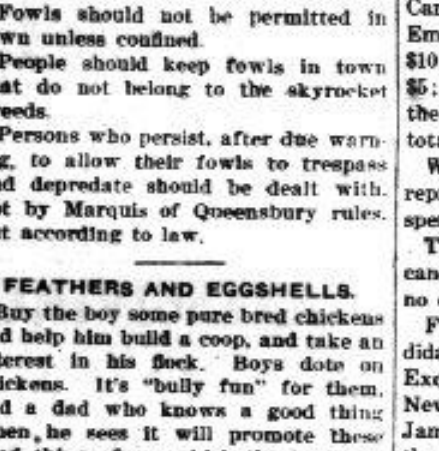 Fowls should not be permitted in
wn unless confined.
People should keep fowls in town
at do not belong to the skyrocket
eeds.
Persons who persist, after due warn-
g, to allow their fowls to trespass
d depredate should be dealt with.
t by Marquis of Queensbury rules.
t according to law.
FEATHERS AND EGGSHELLS.
Buy the boy some pure bred chickens
d help him build a coop, and take an
terest in his flock. Boys dote on
ickens. It's "bully fun" for them,
d a dad who knows a good thing
hen, he sees it will promote these
Car
Em
$10
$5;
the
tota
W
rep
spe
T
can
no
F
did
Exc
New
Jam